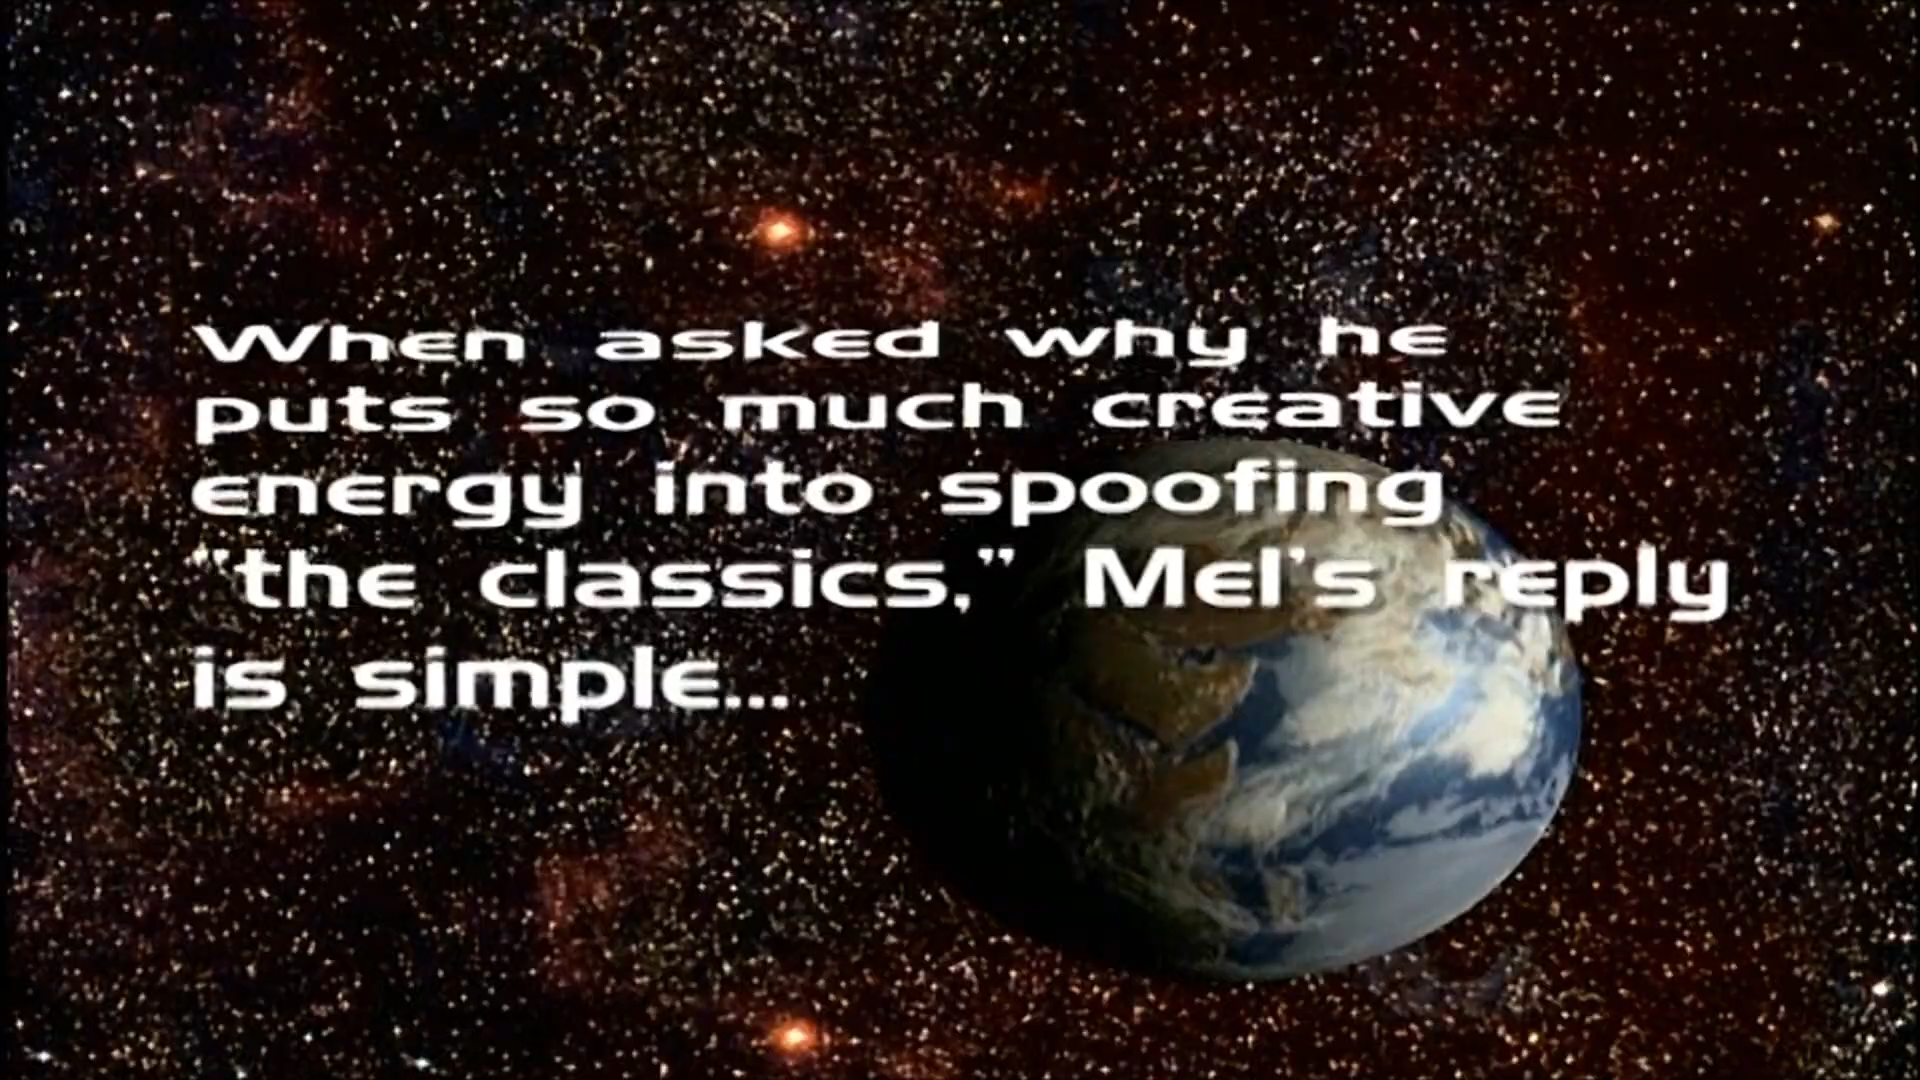 When asked why he
puts so much creative
energy into spoofing
“the classics,” Mel's reply
is simple...